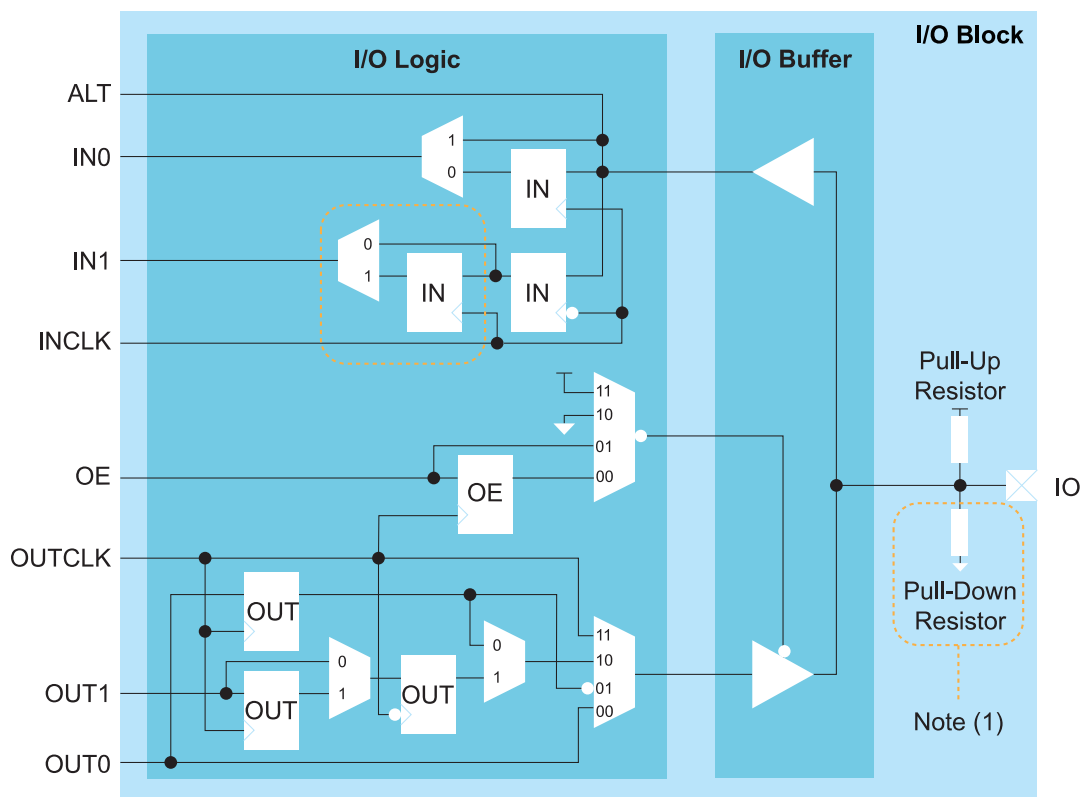 I/O Block
I/O Logic
I/O Buffer
ALT
1
IN0
0
IN
0
IN1
1
IN
IN
INCLK
11
10
01
00
OE
OE
Pull-Up
Resistor
IO
Pull-Down
Resistor
Note (1)
OUTCLK
OUT
0
11
0
10
1
OUT
1
01
00
OUT1
OUT
OUT0